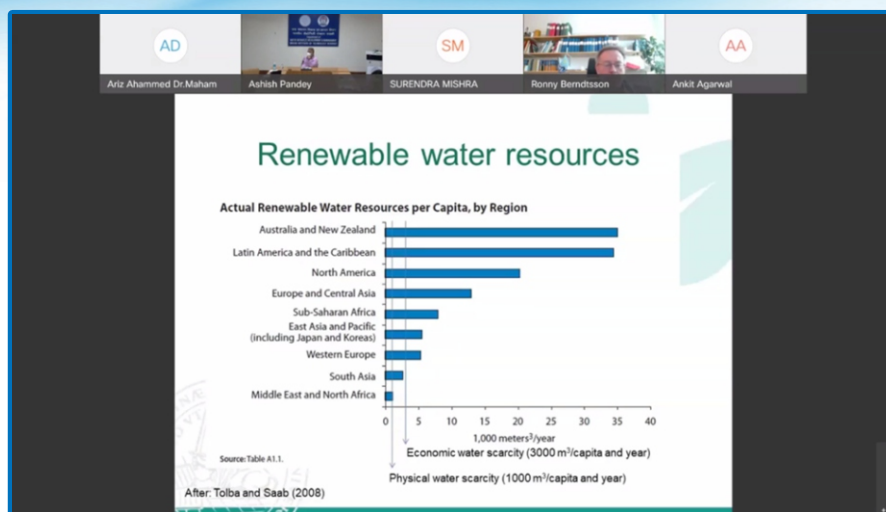 AD
SM
AA
Ariz Ahammed Dr.Maham
Ashish Pandey
SURENDRA MISHRA
Ronny Berndtsson
Ankit Agarwal
Renewable water resources
Actual Renewable Water Resources per Capita, by Region
Australia and New Zealand
Latin America and the Caribbean
North America
Europe and Central Asia
Sub-Saharan Africa
East Asia and Pacific
(including Japan and Koreas)
Western Europe
South Asia
Middle East and North Africa
0 5 10 15 20 25 30 35 40
1,000 meters³/year
Economic water scarcity (3000 m³/capita and year)
Source: Table A1.1.
Physical water scarcity (1000 m³/capita and year)
After: Tolba and Saab (2008)